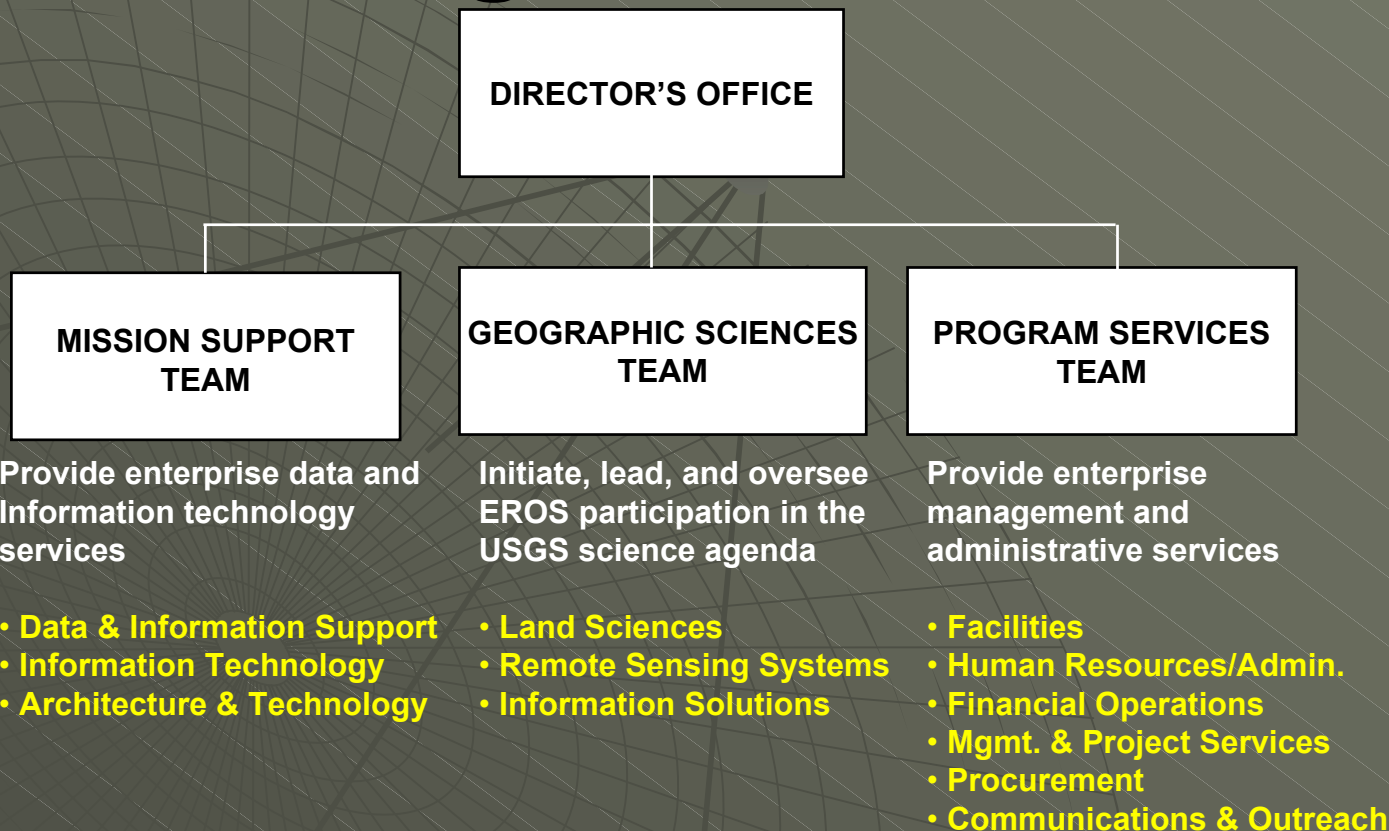 DIRECTOR’S OFFICE
MISSION SUPPORT
TEAM
GEOGRAPHIC SCIENCES
TEAM
PROGRAM SERVICES
TEAM
Provide enterprise data and
Information technology
services
• Data & Information Support
• Information Technology
• Architecture & Technology
Initiate, lead, and oversee
EROS participation in the
USGS science agenda
• Land Sciences
• Remote Sensing Systems
• Information Solutions
Provide enterprise
management and
administrative services
• Facilities
• Human Resources/Admin.
• Financial Operations
• Mgmt. & Project Services
• Procurement
• Communications & Outreach